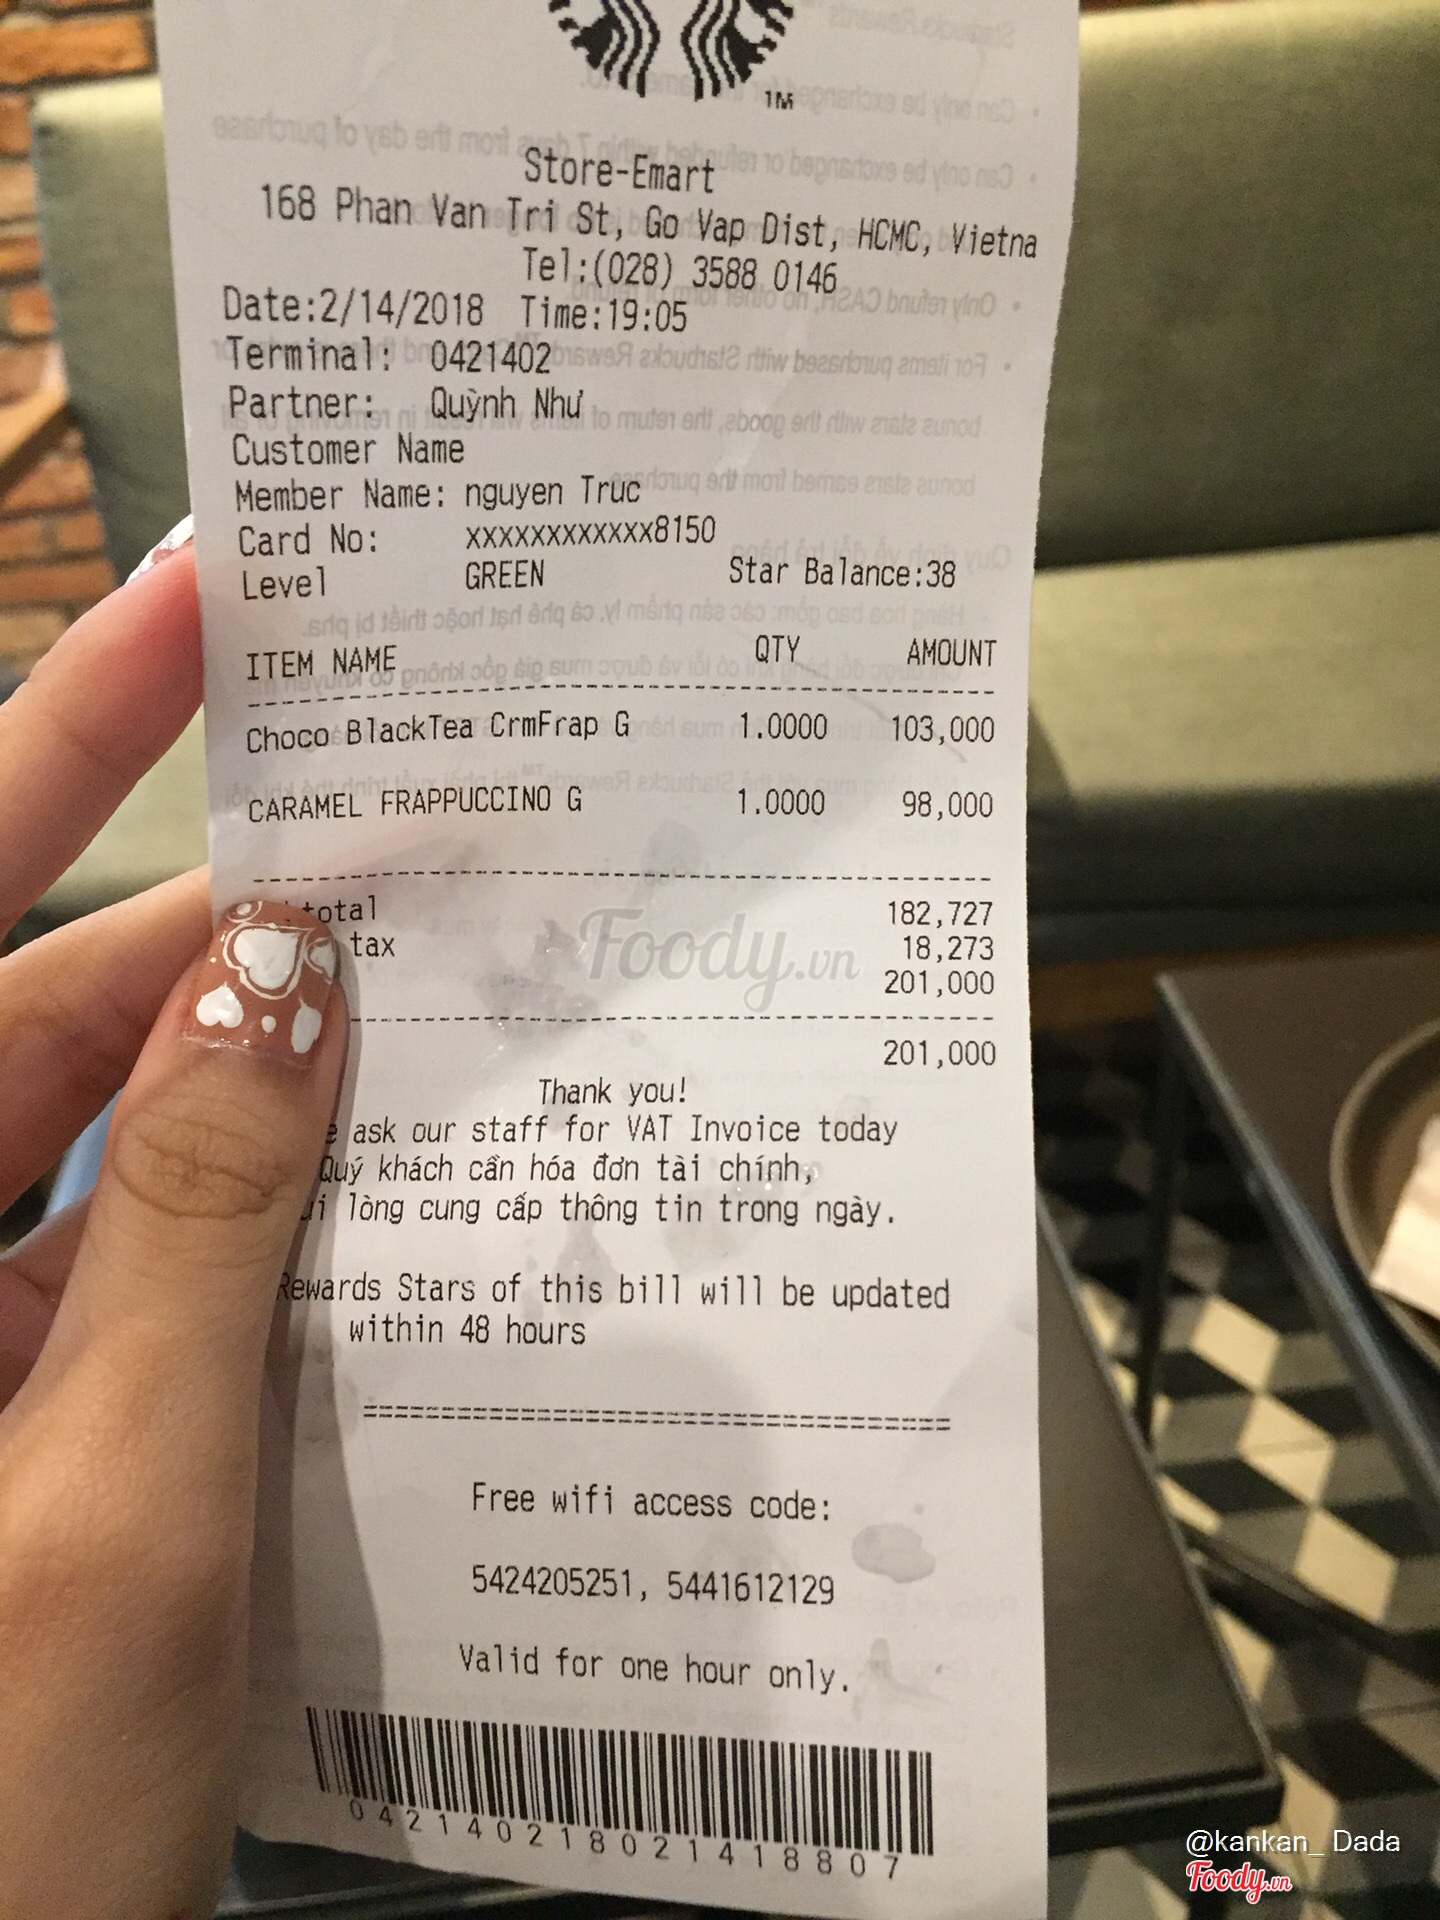 TM
Store-Emart
168 Phan Van Tri St, Go Vap Dist, HCMC, Vietna
Tel:(028) 3588 0146
Date:2/14/2018 Time:19:05
Terminal: 0421402
Partner: Quỳnh Như
Customer Name
Member Name: nguyen Truc
Card No: xxxxxxxxxxxx8150
Level GREEN Star Balance:38
ITEM NAME QTY AMOUNT
Choco BlackTea CrmFrap G 1.0000 103,000
CARAMEL FRAPPUCCINO G 1.0000 98,000
total 182,727
tax 18,273
201,000
201,000
Thank you!
ask our staff for VAT Invoice today
Quý khách cần hóa đơn tài chính,
lòng cung cấp thông tin trong ngày.
Rewards Stars of this bill will be updated
within 48 hours
Free wifi access code:
5424205251, 5441612129
Valid for one hour only.
042140218021418807
Foody.vn
@kankan_ Dada
Foody.vn